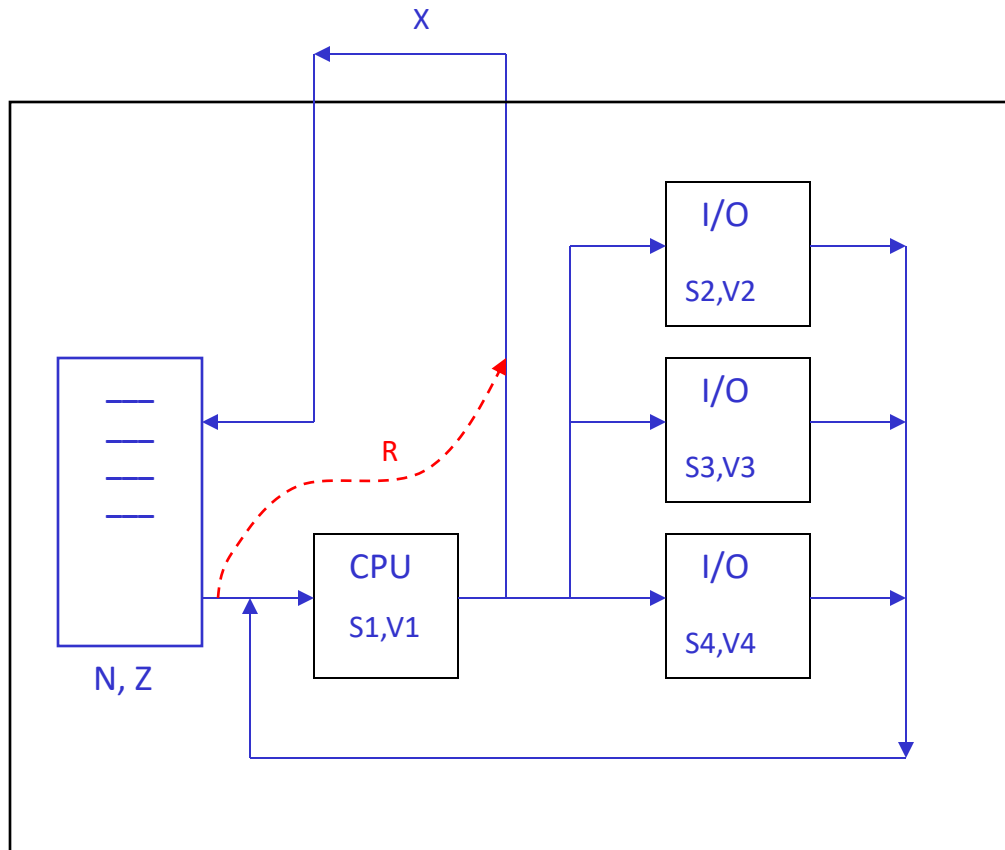 X
I/O
S2,V2
I/O
S3,V3
R
CPU
S1,V1
I/O
S4,V4
N, Z